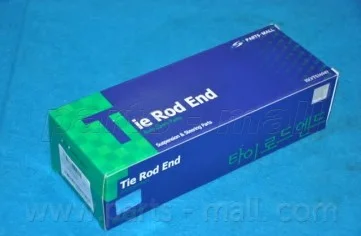 PARTS-MALL
Tie Rod End
Suspension & Steering Parts
타이로드엔드
Tie Rod End
www.parts-mall.com